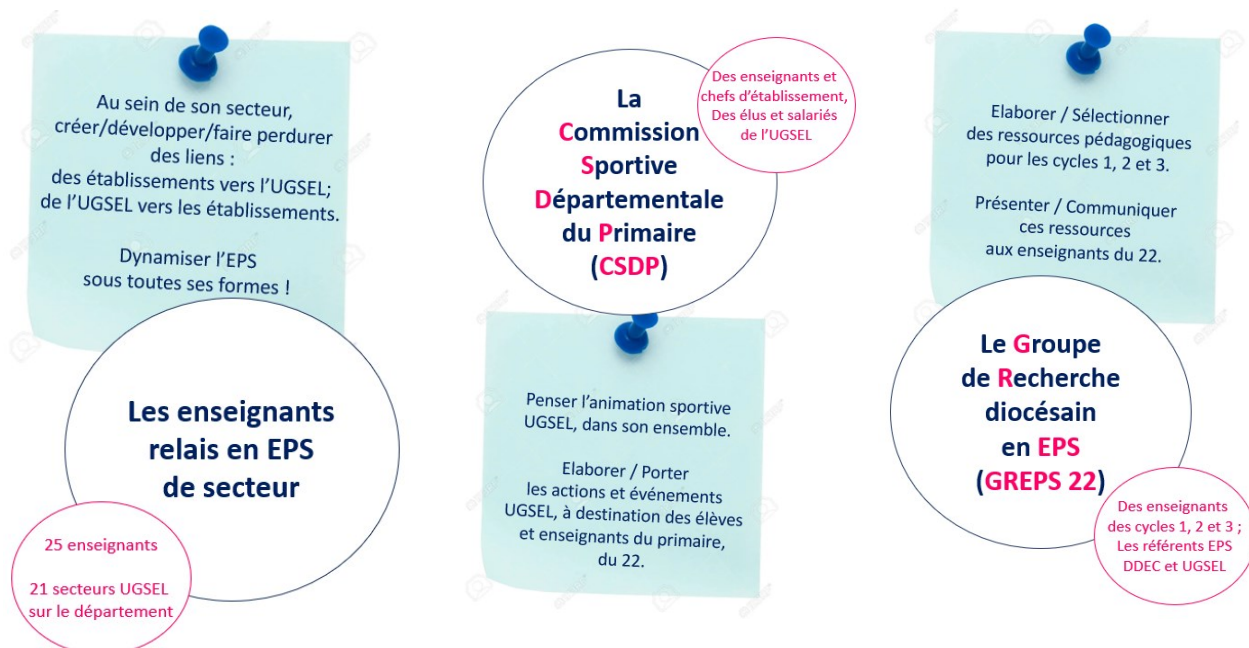 Au sein de son secteur,
créer/développer/faire perdurer
des liens :
des établissements vers l’UGSEL;
de l’UGSEL vers les établissements.
Dynamiser l’EPS
sous toutes ses formes !
Les enseignants
relais en EPS
de secteur
25 enseignants
21 secteurs UGSEL
sur le département
La
Commission
Sportive
Départementale
du Primaire
(CSDP)
Des enseignants et
chefs d’établissement,
Des élus et salariés
de l’UGSEL
Penser l’animation sportive
UGSEL, dans son ensemble.
Elaborer / Porter
les actions et événements
UGSEL, à destination des élèves
et enseignants du primaire,
du 22.
Elaborer / Sélectionner
des ressources pédagogiques
pour les cycles 1, 2 et 3.
Présenter / Communiquer
ces ressources
aux enseignants du 22.
Le Groupe
de Recherche
diocésain
en EPS
(GREPS 22)
Des enseignants
des cycles 1, 2 et 3 ;
Les référents EPS
DDEC et UGSEL